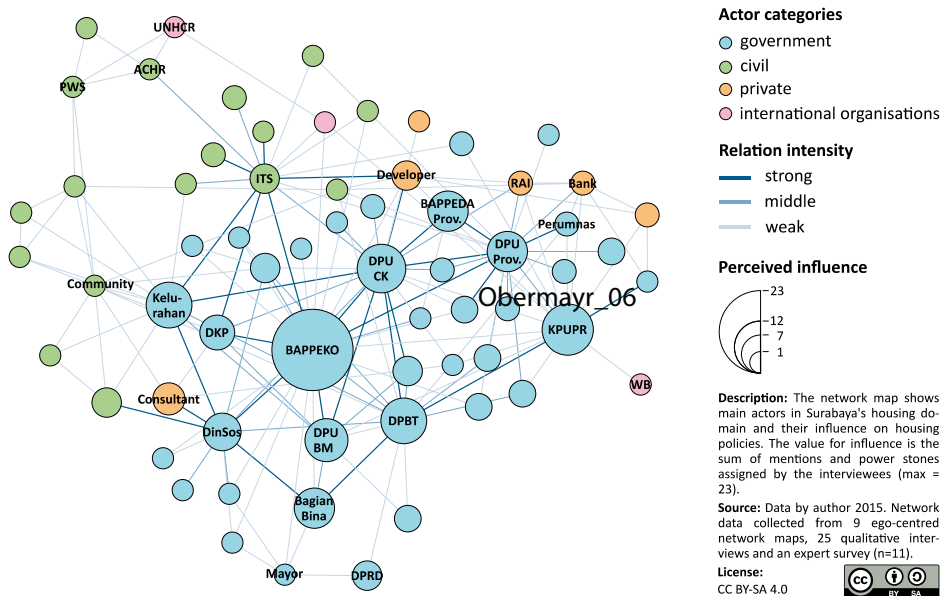 UNHCR
ACHR
PWS
ITS
Developer
RAI
Bank
BAPPEDA
Prov.
Perumnas
DPU
Prov.
DPU
CK
Community
Kelu-
rahan
Obermayr_06
DKP
BAPPEKO
KPUPR
WB
Consultant
DinSos
DPU
BM
DPBT
Bagian
Bina
Mayor
DPRD
Actor categories
government
civil
private
international organisations
Relation intensity
strong
middle
weak
Perceived influence
23
12
7
1
Description: The network map shows
main actors in Surabaya's housing do-
main and their influence on housing
policies. The value for influence is the
sum of mentions and power stones
assigned by the interviewees (max =
23).
Source: Data by author 2015. Network
data collected from 9 ego-centred
network maps, 25 qualitative inter-
views and an expert survey (n=11).
License:
CC BY-SA 4.0
cc
BY SA